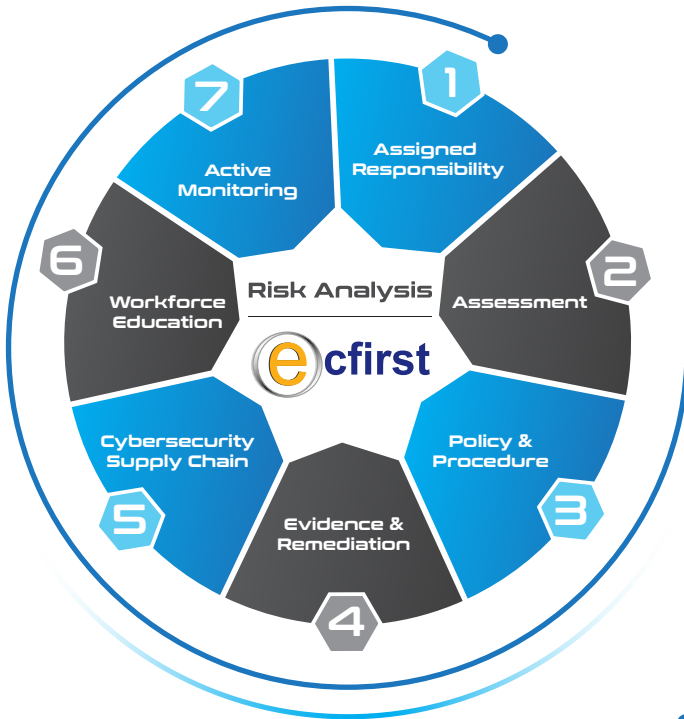 1
Assigned
Responsibility
2
Assessment
3
Policy &
Procedure
4
Evidence &
Remediation
5
Cybersecurity
Supply Chain
6
Workforce
Education
7
Active
Monitoring
Risk Analysis
ecfirst